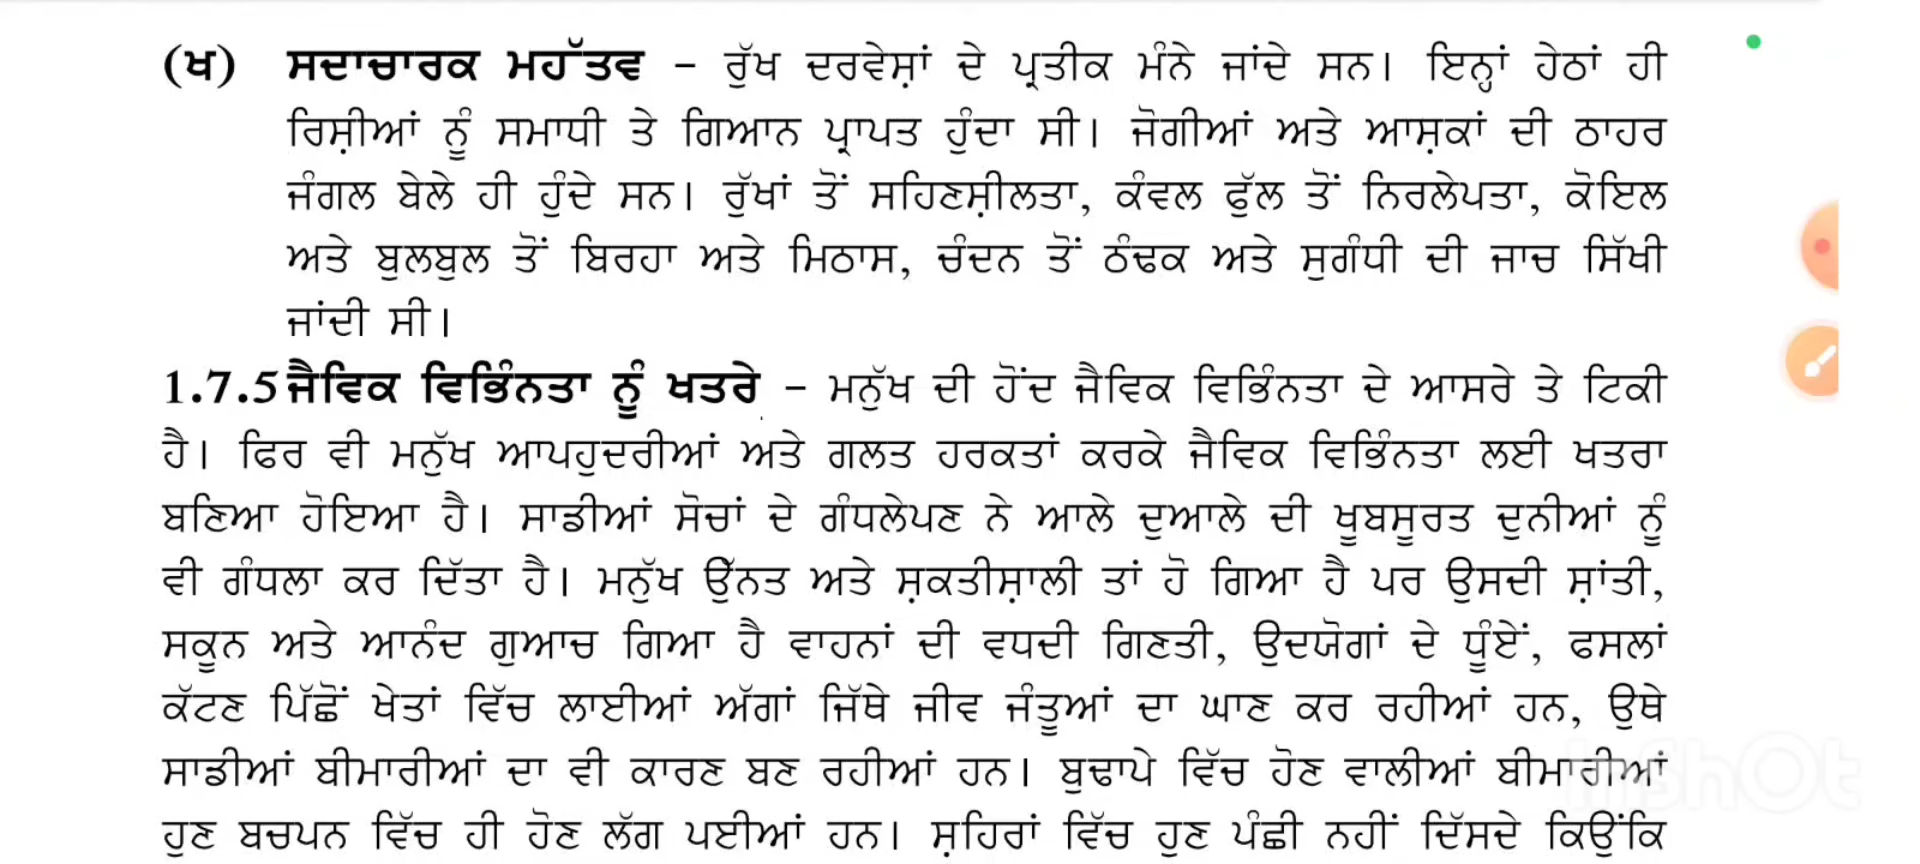 (ਖ) ਸਦਾਚਾਰਕ ਮਹੱਤਵ – ਰੁੱਖ ਦਰਵੇਸ਼ਾਂ ਦੇ ਪ੍ਰਤੀਕ ਮੰਨੇ ਜਾਂਦੇ ਸਨ। ਇਨ੍ਹਾਂ ਹੇਠਾਂ ਹੀ
ਰਿਸ਼ੀਆਂ ਨੂੰ ਸਮਾਧੀ ਤੇ ਗਿਆਨ ਪ੍ਰਾਪਤ ਹੁੰਦਾ ਸੀ। ਜੋਗੀਆਂ ਅਤੇ ਆਸ਼ਕਾਂ ਦੀ ਠਾਹਰ
ਜੰਗਲ ਬੇਲੇ ਹੀ ਹੁੰਦੇ ਸਨ। ਰੁੱਖਾਂ ਤੋਂ ਸਹਿਣਸ਼ੀਲਤਾ, ਕੰਵਲ ਫੁੱਲ ਤੋਂ ਨਿਰਲੇਪਤਾ, ਕੋਇਲ
ਅਤੇ ਬੁਲਬੁਲ ਤੋਂ ਬਿਰਹਾ ਅਤੇ ਮਿਠਾਸ, ਚੰਦਨ ਤੋਂ ਠੰਢਕ ਅਤੇ ਸੁਗੰਧੀ ਦੀ ਜਾਚ ਸਿੱਖੀ
ਜਾਂਦੀ ਸੀ।
1.7.5 ਜੈਵਿਕ ਵਿਭਿੰਨਤਾ ਨੂੰ ਖਤਰੇ – ਮਨੁੱਖ ਦੀ ਹੋਂਦ ਜੈਵਿਕ ਵਿਭਿੰਨਤਾ ਦੇ ਆਸਰੇ ਤੇ ਟਿਕੀ
ਹੈ। ਫਿਰ ਵੀ ਮਨੁੱਖ ਆਪਹੁਦਰੀਆਂ ਅਤੇ ਗਲਤ ਹਰਕਤਾਂ ਕਰਕੇ ਜੈਵਿਕ ਵਿਭਿੰਨਤਾ ਲਈ ਖਤਰਾ
ਬਣਿਆ ਹੋਇਆ ਹੈ। ਸਾਡੀਆਂ ਸੋਚਾਂ ਦੇ ਗੰਧਲੇਪਣ ਨੇ ਆਲੇ ਦੁਆਲੇ ਦੀ ਖੂਬਸੂਰਤ ਦੁਨੀਆਂ ਨੂੰ
ਵੀ ਗੰਧਲਾ ਕਰ ਦਿੱਤਾ ਹੈ। ਮਨੁੱਖ ਉੱਨਤ ਅਤੇ ਸ਼ਕਤੀਸ਼ਾਲੀ ਤਾਂ ਹੋ ਗਿਆ ਹੈ ਪਰ ਉਸਦੀ ਸ਼ਾਂਤੀ,
ਸਕੂਨ ਅਤੇ ਆਨੰਦ ਗੁਆਚ ਗਿਆ ਹੈ ਵਾਹਨਾਂ ਦੀ ਵਧਦੀ ਗਿਣਤੀ, ਉਦਯੋਗਾਂ ਦੇ ਧੂੰਏਂ, ਫਸਲਾਂ
ਕੱਟਣ ਪਿੱਛੋਂ ਖੇਤਾਂ ਵਿੱਚ ਲਾਈਆਂ ਅੱਗਾਂ ਜਿੱਥੇ ਜੀਵ ਜੰਤੂਆਂ ਦਾ ਘਾਣ ਕਰ ਰਹੀਆਂ ਹਨ, ਉਥੇ
ਸਾਡੀਆਂ ਬੀਮਾਰੀਆਂ ਦਾ ਵੀ ਕਾਰਣ ਬਣ ਰਹੀਆਂ ਹਨ। ਬੁਢਾਪੇ ਵਿੱਚ ਹੋਣ ਵਾਲੀਆਂ ਬੀਮਾਰੀਆਂ
ਹੁਣ ਬਚਪਨ ਵਿੱਚ ਹੀ ਹੋਣ ਲੱਗ ਪਈਆਂ ਹਨ। ਸ਼ਹਿਰਾਂ ਵਿੱਚ ਹੁਣ ਪੰਛੀ ਨਹੀਂ ਦਿੱਸਦੇ ਕਿਉਂਕਿ
InShOt